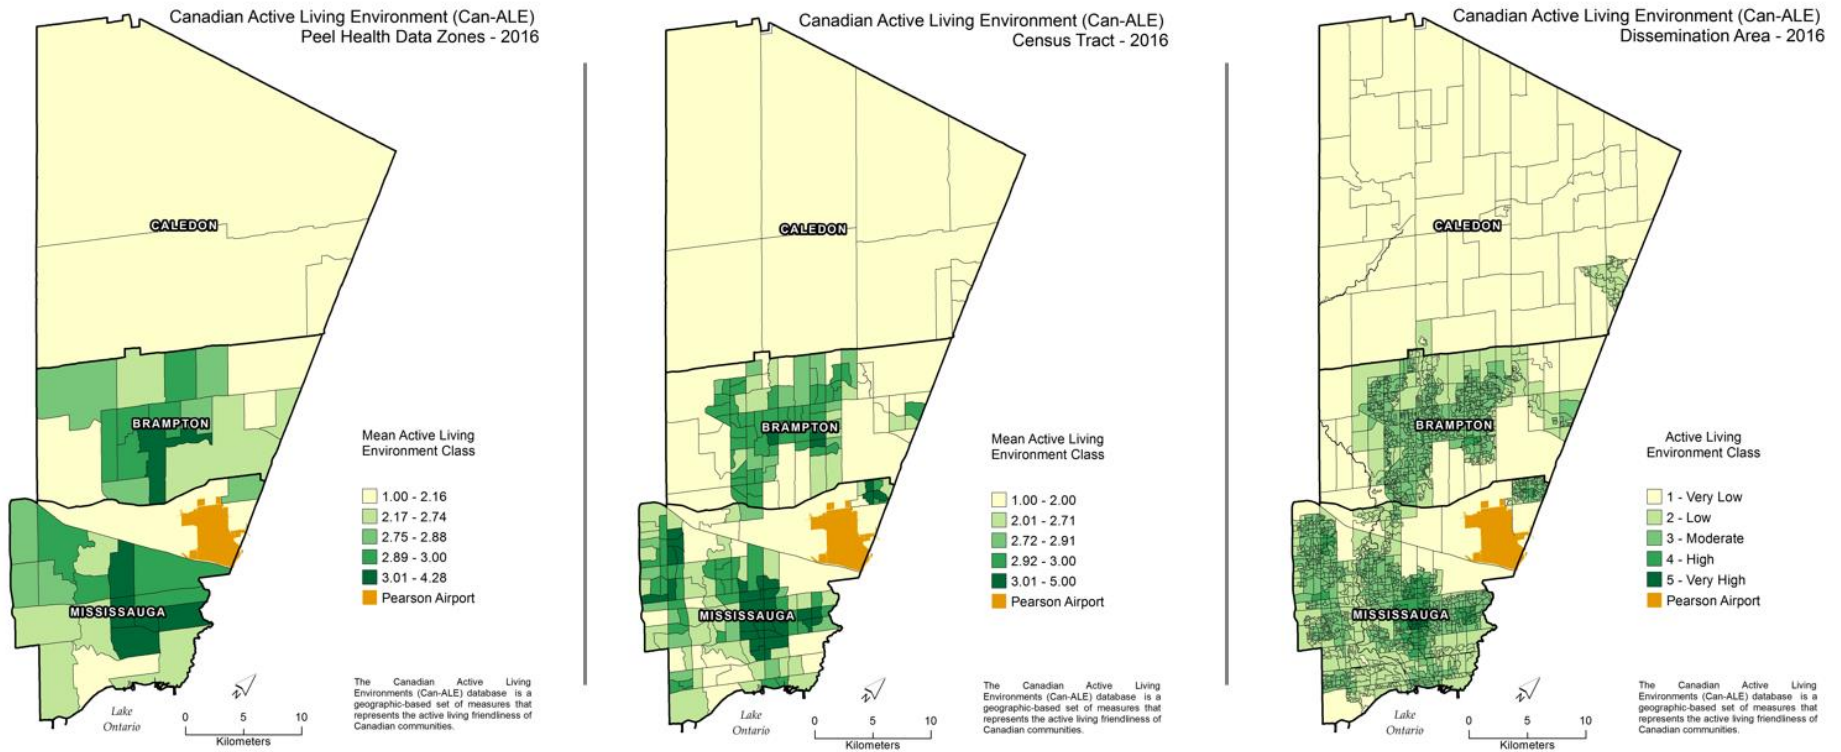 Canadian Active Living Environment (Can-ALE)
Peel Health Data Zones - 2016
CALEDON
BRAMPTON
MISSISSAUGA
Mean Active Living
Environment Class
1.00 - 2.16
2.17 - 2.74
2.75 - 2.88
2.89 - 3.00
3.01 - 4.28
Pearson Airport
N
Lake
Ontario
0 5 10
Kilometers
The Canadian Active Living
Environments (Can-ALE) database is a
geographic-based set of measures that
represents the active living friendliness of
Canadian communities.
Canadian Active Living Environment (Can-ALE)
Census Tract - 2016
CALEDON
BRAMPTON
MISSISSAUGA
Mean Active Living
Environment Class
1.00 - 2.00
2.01 - 2.71
2.72 - 2.91
2.92 - 3.00
3.01 - 5.00
Pearson Airport
N
Lake
Ontario
0 5 10
Kilometers
The Canadian Active Living
Environments (Can-ALE) database is a
geographic-based set of measures that
represents the active living friendliness of
Canadian communities.
Canadian Active Living Environment (Can-ALE)
Dissemination Area - 2016
CALEDON
BRAMPTON
MISSISSAUGA
Active Living
Environment Class
1 - Very Low
2 - Low
3 - Moderate
4 - High
5 - Very High
Pearson Airport
N
Lake
Ontario
0 5 10
Kilometers
The Canadian Active Living
Environments (Can-ALE) database is a
geographic-based set of measures that
represents the active living friendliness of
Canadian communities.